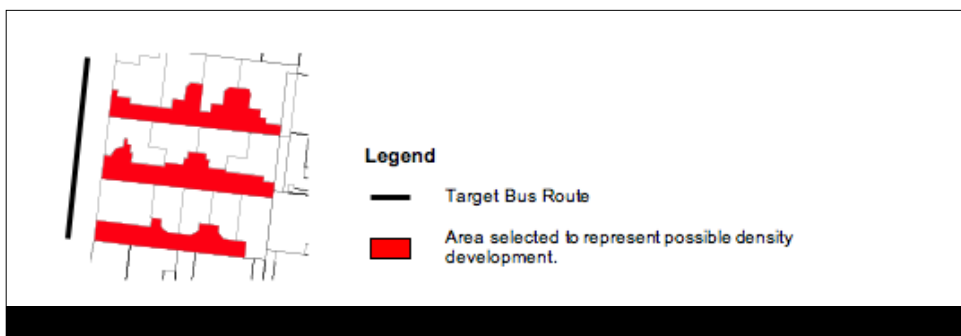 Legend
Target Bus Route
Area selected to represent possible density
development.